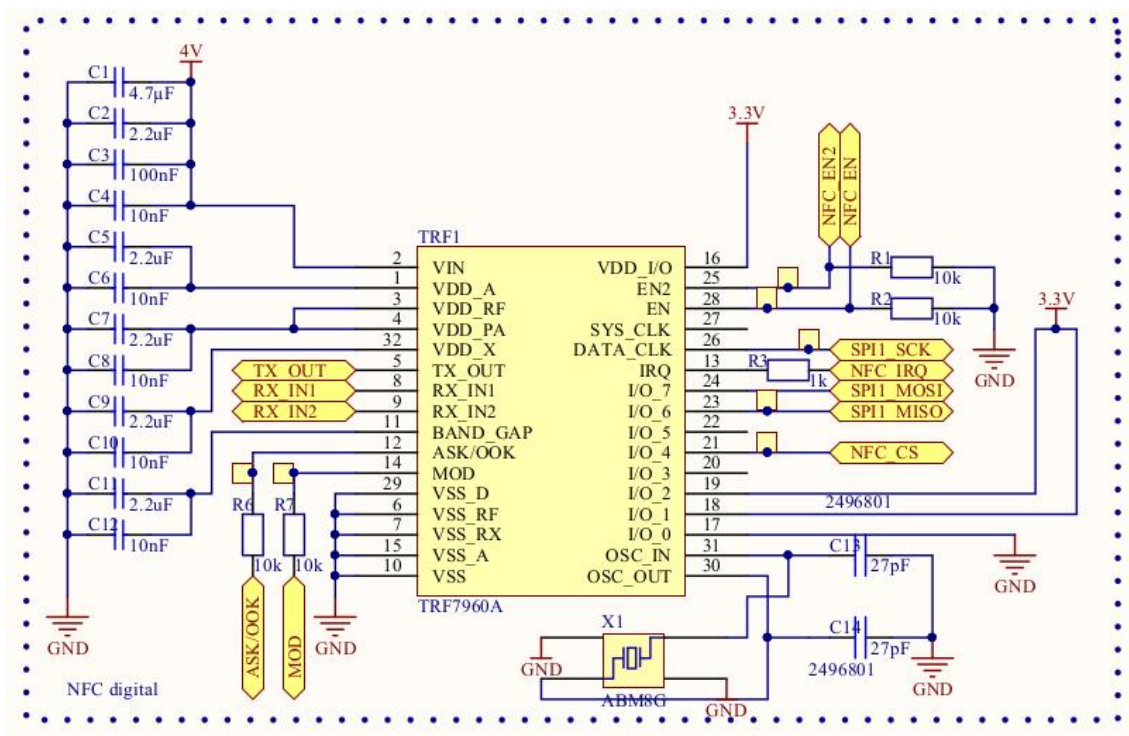 4V
C1
4.7µF
C2
2.2uF
C3
100nF
C4
10nF
C5
2.2uF
C6
10nF
C7
2.2uF
C8
10nF
C9
2.2uF
C10
10nF
C11
2.2uF
C12
10nF
GND
TRF1
2 VIN
1 VDD_A
3 VDD_RF
4 VDD_PA
32 VDD_X
TX_OUT 5 TX_OUT
RX_IN1 8 RX_IN1
RX_IN2 9 RX_IN2
11 BAND_GAP
12 ASK/OOK
14 MOD
29 VSS_D
6 VSS_RF
7 VSS_RX
15 VSS_A
10 VSS
TRF7960A
R6
10k
R7
10k
ASK/OOK
MOD
GND
3.3V
VDD_I/O 16
EN2 25
EN 28
SYS_CLK 27
DATA_CLK 26 SPI1_SCK
IRQ 13 NFC_IRQ
I/O_7 24 SPI1_MOSI
I/O_6 23 SPI1_MISO
I/O_5 22
I/O_4 21 NFC_CS
I/O_3 20
I/O_2 19
I/O_1 18
I/O_0 17
OSC_IN 31
OSC_OUT 30
NFC_EN2
NFC_EN
R1
10k
R2
10k
GND
3.3V
R3
1k
2496801
C13
27pF
GND
C14
27pF
2496801
GND
X1
GND
ABM8G
GND
NFC digital